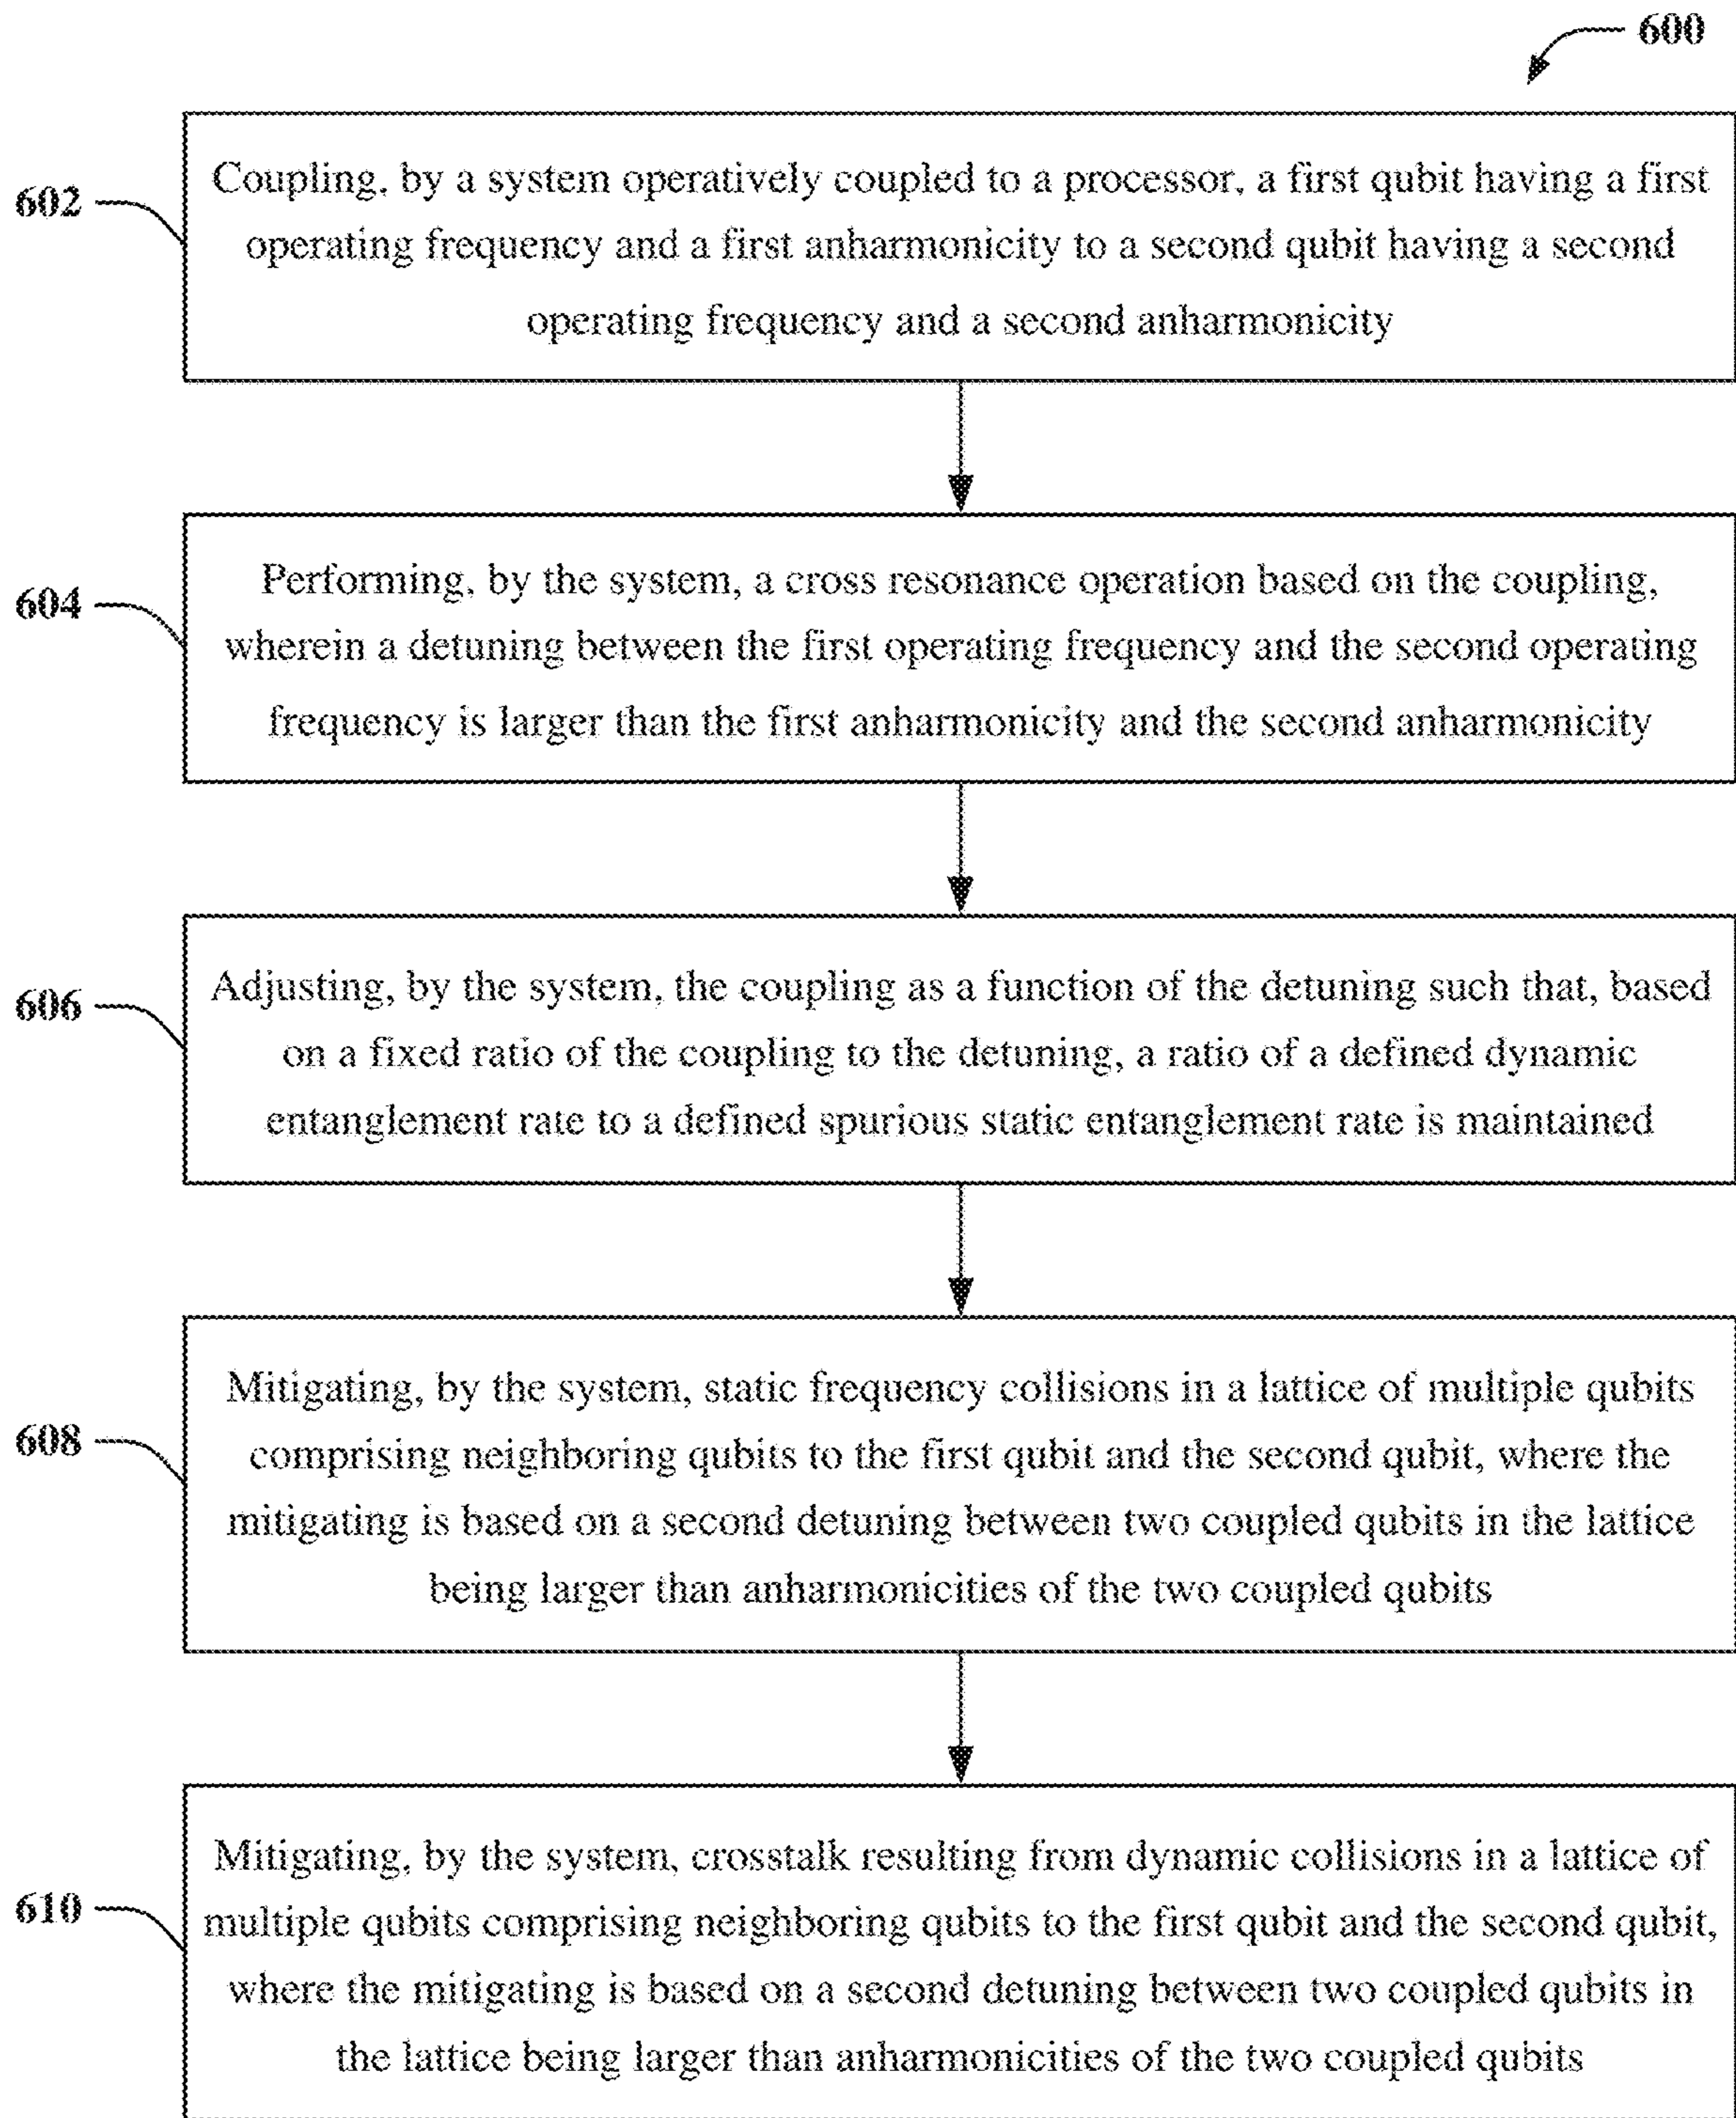 600
602
Coupling, by a system operatively coupled to a processor, a first qubit having a first
operating frequency and a first anharmonicity to a second qubit having a second
operating frequency and a second anharmonicity
604
Performing, by the system, a cross resonance operation based on the coupling,
wherein a detuning between the first operating frequency and the second operating
frequency is larger than the first anharmonicity and the second anharmonicity
606
Adjusting, by the system, the coupling as a function of the detuning such that, based
on a fixed ratio of the coupling to the detuning, a ratio of a defined dynamic
entanglement rate to a defined spurious static entanglement rate is maintained
608
Mitigating, by the system, static frequency collisions in a lattice of multiple qubits
comprising neighboring qubits to the first qubit and the second qubit, where the
mitigating is based on a second detuning between two coupled qubits in the lattice
being larger than anharmonicities of the two coupled qubits
610
Mitigating, by the system, crosstalk resulting from dynamic collisions in a lattice of
multiple qubits comprising neighboring qubits to the first qubit and the second qubit,
where the mitigating is based on a second detuning between two coupled qubits in
the lattice being larger than anharmonicities of the two coupled qubits